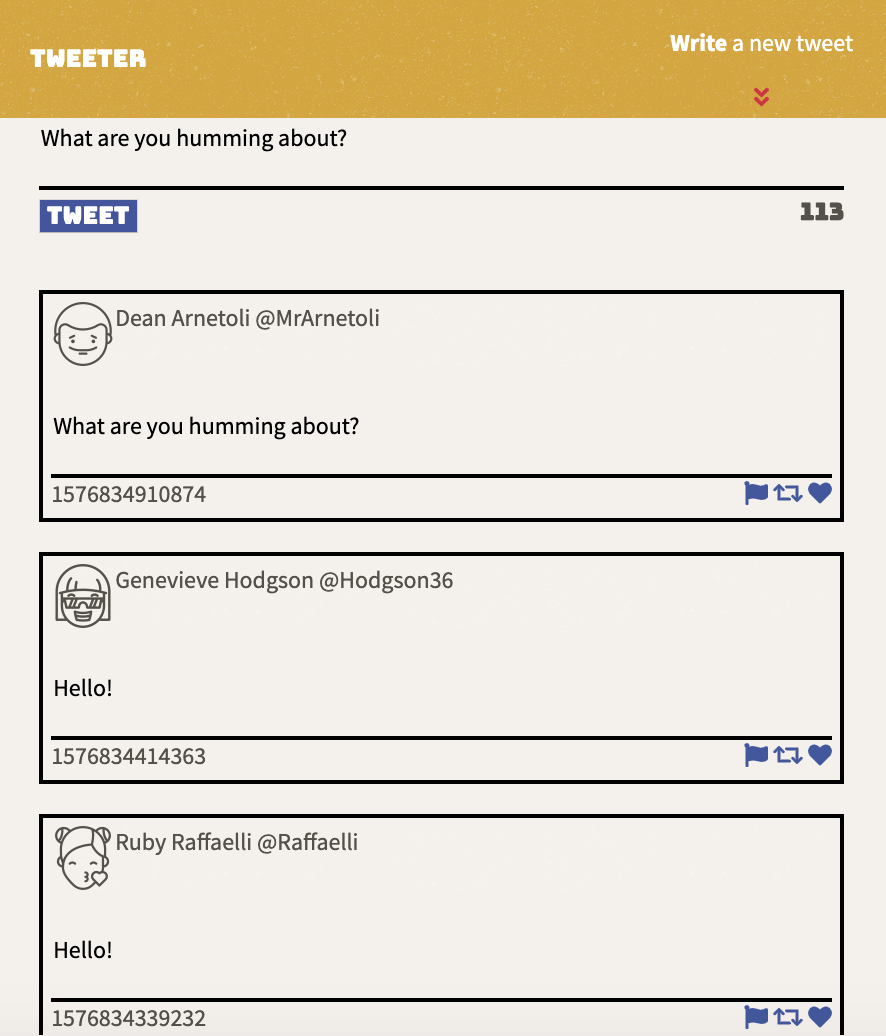 TWEETER
Write a new tweet
What are you humming about?
TWEET
113
Dean Arnetoli @MrArnetoli
What are you humming about?
1576834910874
Genevieve Hodgson @Hodgson36
Hello!
1576834414363
Ruby Raffaelli @Raffaelli
Hello!
1576834339232